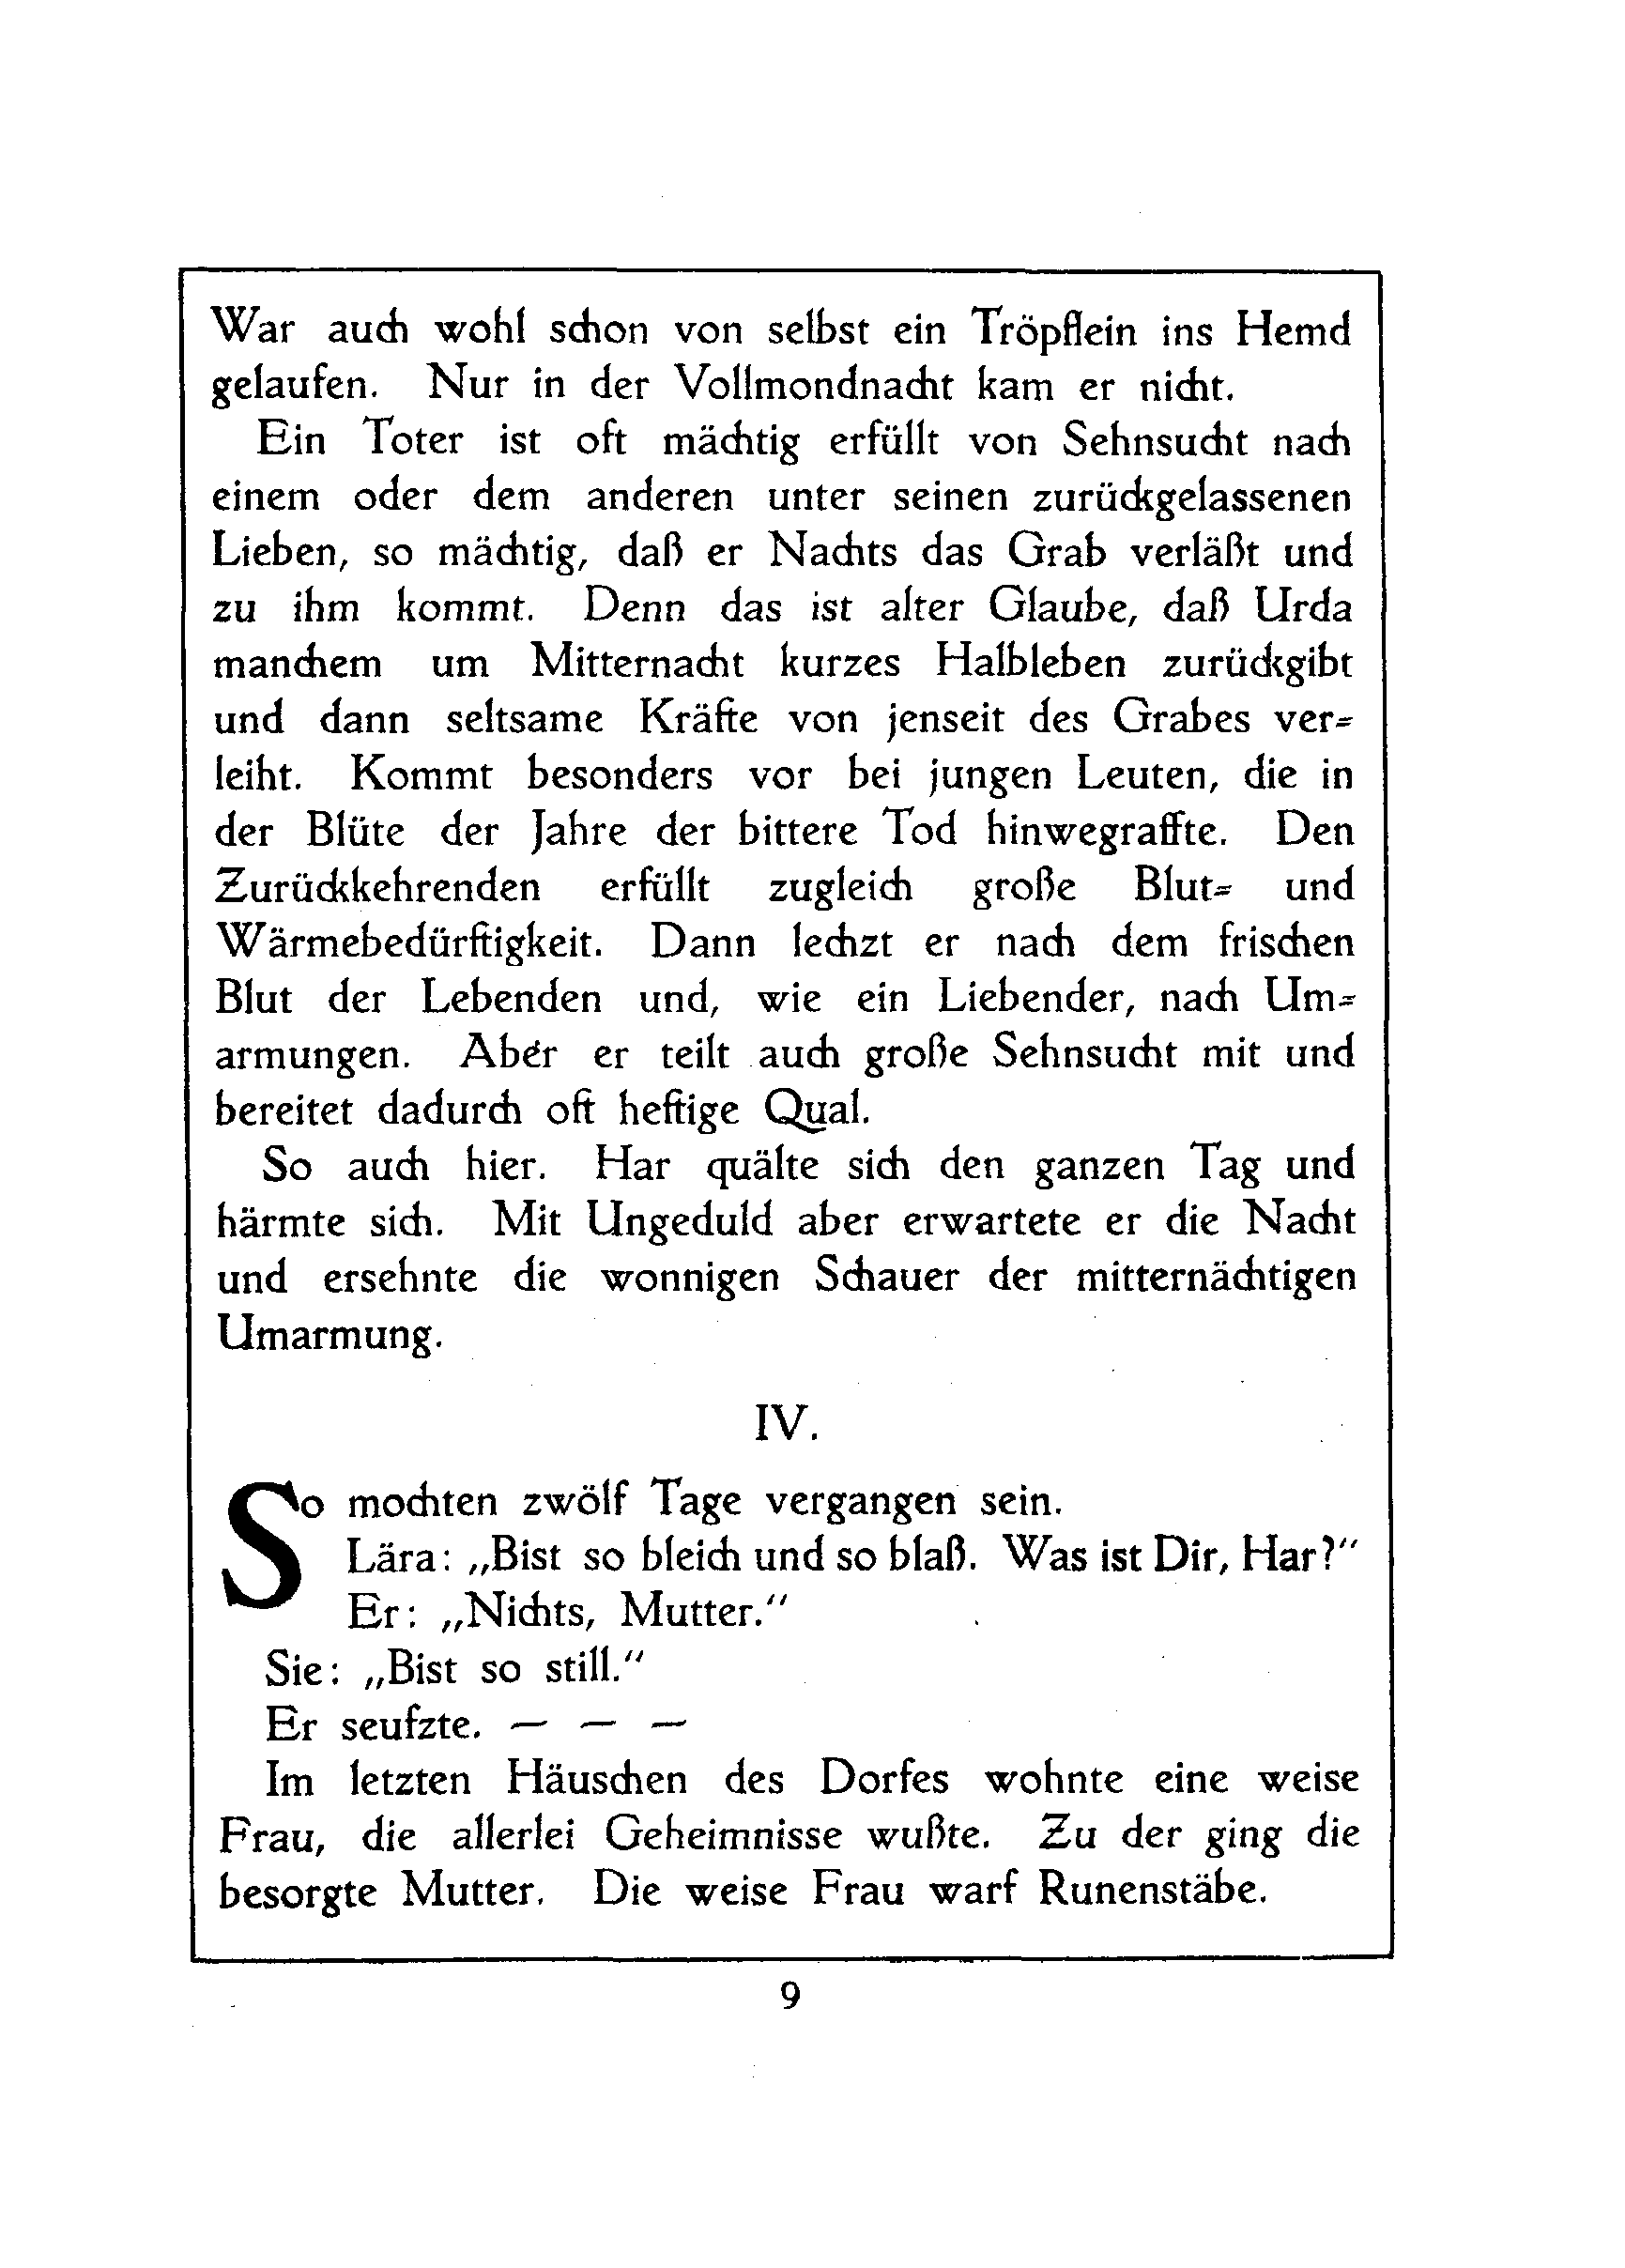 War auch wohl schon von selbst ein Tröpflein ins Hemd
gelaufen. Nur in der Vollmondnacht kam er nicht.
Ein Toter ist oft mächtig erfüllt von Sehnsucht nach
einem oder dem anderen unter seinen zurückgelassenen
Lieben, so mächtig, daß er Nachts das Grab verläßt und
zu ihm kommt. Denn das ist alter Glaube, daß Urda
manchem um Mitternacht kurzes Halbleben zurückgibt
und dann seltsame Kräfte von jenseit des Grabes ver-
leiht. Kommt besonders vor bei jungen Leuten, die in
der Blüte der Jahre der bittere Tod hinwegraffte. Den
Zurückkehrenden erfüllt zugleich große Blut- und
Wärmebedürftigkeit. Dann lechzt er nach dem frischen
Blut der Lebenden und, wie ein Liebender, nach Um-
armungen. Aber er teilt auch große Sehnsucht mit und
bereitet dadurch oft heftige Qual.
So auch hier. Har quälte sich den ganzen Tag und
härmte sich. Mit Ungeduld aber erwartete er die Nacht
und ersehnte die wonnigen Schauer der mitternächtigen
Umarmung.
IV.
So mochten zwölf Tage vergangen sein.
Lära: „Bist so bleich und so blaß. Was ist Dir, Har?"
Er: „Nichts, Mutter."
Sie: „Bist so still."
Er seufzte. — — —
Im letzten Häuschen des Dorfes wohnte eine weise
Frau, die allerlei Geheimnisse wußte. Zu der ging die
besorgte Mutter. Die weise Frau warf Runenstäbe.
9